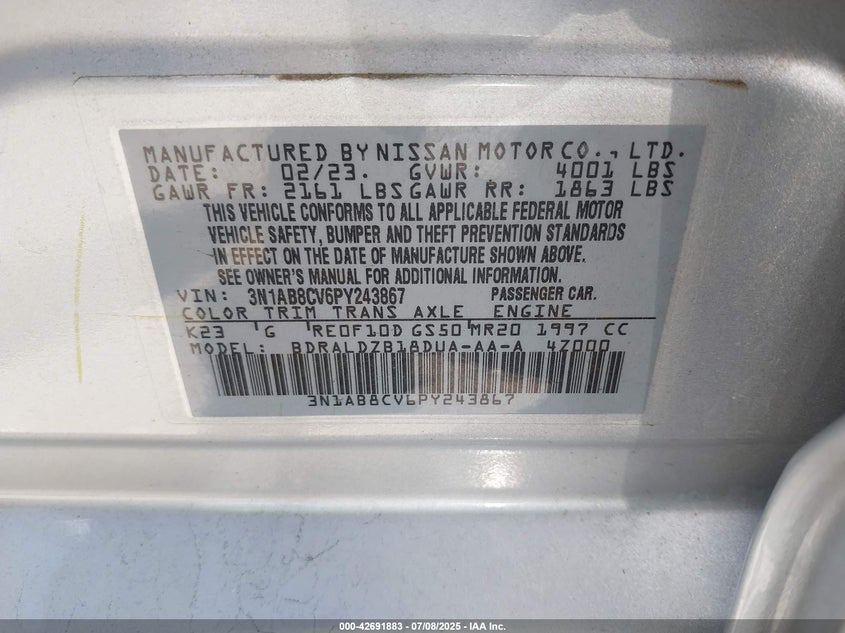 MANUFACTURED BY NISSAN MOTOR CO., LTD.
DATE: 02/23. GVWR: 4001 LBS
GAWR FR: 2161 LBS GAWR RR: 1863 LBS
THIS VEHICLE CONFORMS TO ALL APPLICABLE FEDERAL MOTOR
VEHICLE SAFETY, BUMPER AND THEFT PREVENTION STANDARDS
IN EFFECT ON THE DATE OF MANUFACTURE SHOWN ABOVE.
SEE OWNER'S MANUAL FOR ADDITIONAL INFORMATION.
VIN: 3N1AB8CV6PY243867 PASSENGER CAR.
COLOR TRIM TRANS AXLE ENGINE
K23 G RE0F10D GS50 MR20 1997 CC
MODEL: BDRALDZB18DUA-AA-A 4Z000
3N1AB8CV6PY243867
000-42691883 - 07/08/2025 - IAA Inc.